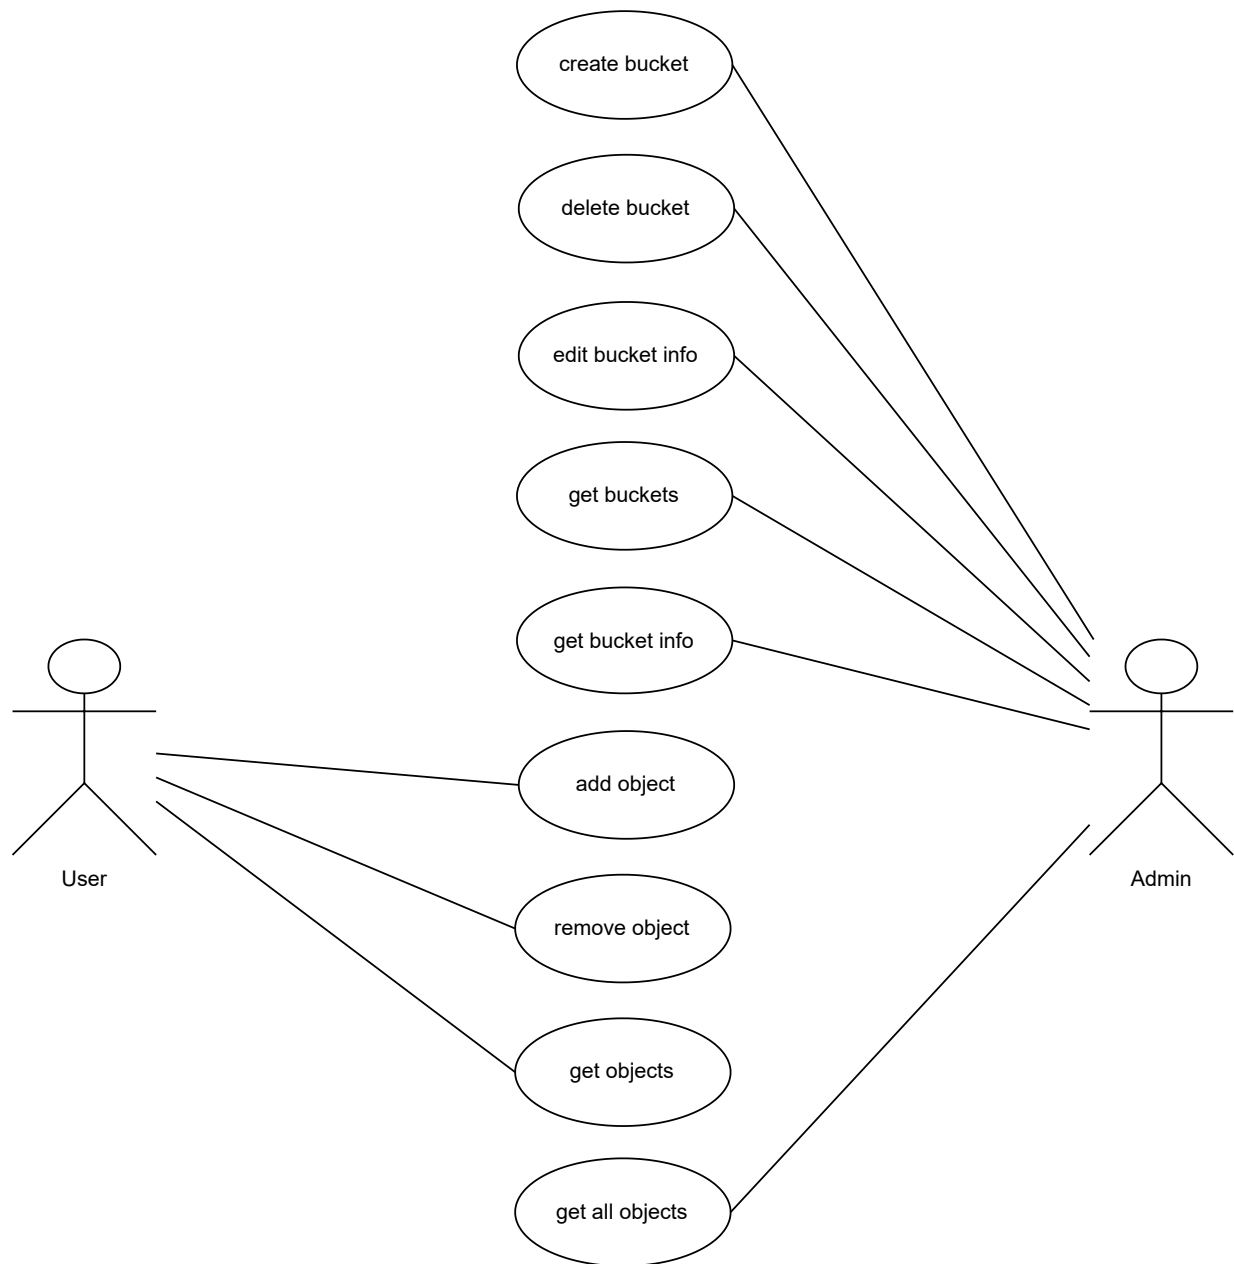 create bucket
delete bucket
edit bucket info
get buckets
get bucket info
add object
User
Admin
remove object
get objects
get all objects